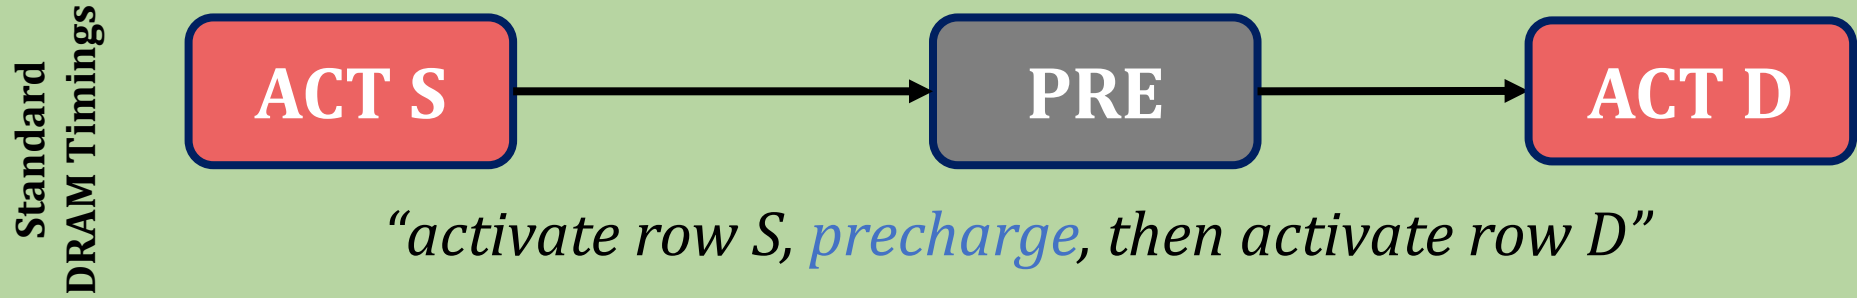 Standard
DRAM Timings
ACT S
PRE
ACT D
“activate row S, precharge, then activate row D”